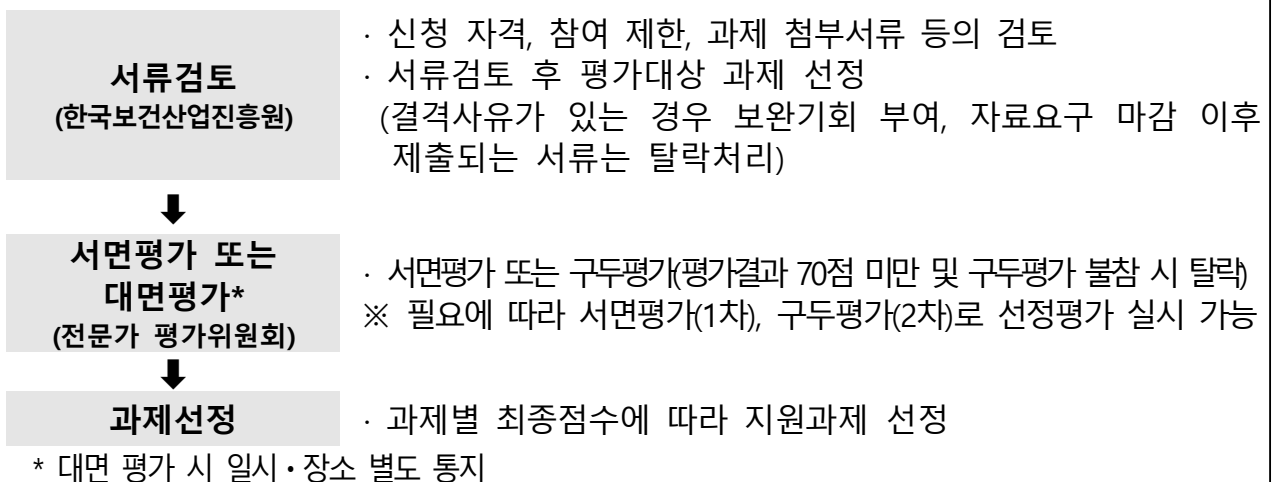 서류검토
(한국보건산업진흥원)
· 신청 자격, 참여 제한, 과제 첨부서류 등의 검토
· 서류검토 후 평가대상 과제 선정
(결격사유가 있는 경우 보완기회 부여, 자료요구 마감 이후
제출되는 서류는 탈락처리)
서면평가 또는
대면평가*
(전문가 평가위원회)
· 서면평가 또는 구두평가(평가결과 70점 미만 및 구두평가 불참 시 탈락)
※ 필요에 따라 서면평가(1차), 구두평가(2차)로 선정평가 실시 가능
과제선정
· 과제별 최종점수에 따라 지원과제 선정
* 대면 평가 시 일시·장소 별도 통지